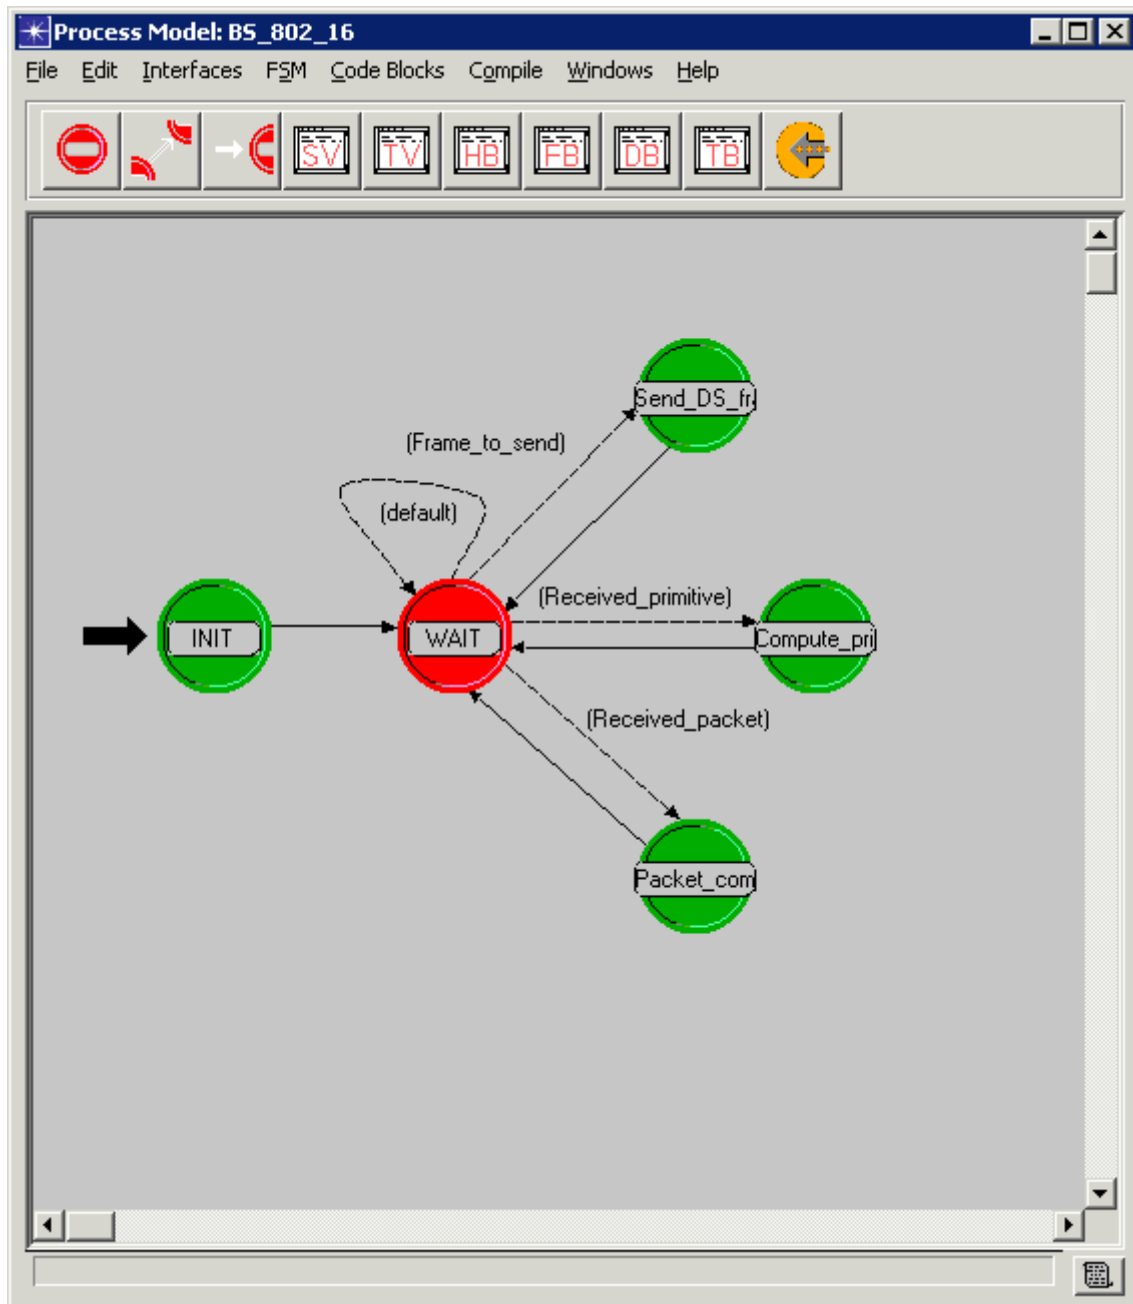 Process Model: BS_802_16
File Edit Interfaces FSM Code Blocks Compile Windows Help
SV TV HB FB DB TB
Send_DS_fr
(Frame_to_send)
(default)
(Received_primitive)
INIT
WAIT
Compute_pri
(Received_packet)
Packet_com